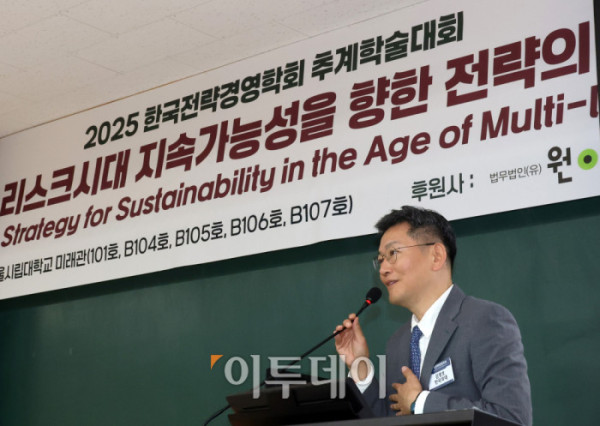 2025 한국전략경영학회 추계학술대회
리스크시대 지속가능성을 향한 전략의
Strategy for Sustainability in the Age of Multi-
후원사 : 법무법인(유) 원
울시립대학교 미래관(101호, B104호, B105호, B106호, B107호)
이투데이